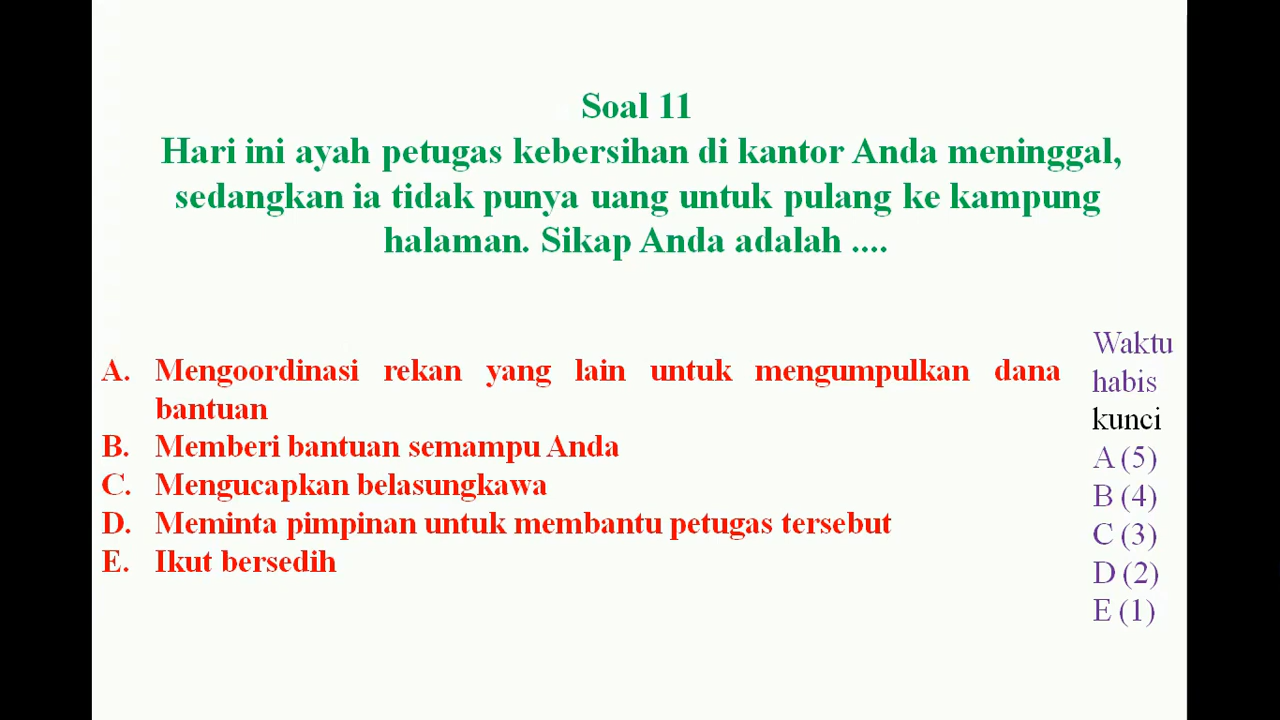 Soal 11
Hari ini ayah petugas kebersihan di kantor Anda meninggal,
sedangkan ia tidak punya uang untuk pulang ke kampung
halaman. Sikap Anda adalah ....
A. Mengoordinasi rekan yang lain untuk mengumpulkan dana
bantuan
B. Memberi bantuan semampu Anda
C. Mengucapkan belasungkawa
D. Meminta pimpinan untuk membantu petugas tersebut
E. Ikut bersedih
Waktu
habis
kunci
A (5)
B (4)
C (3)
D (2)
E (1)